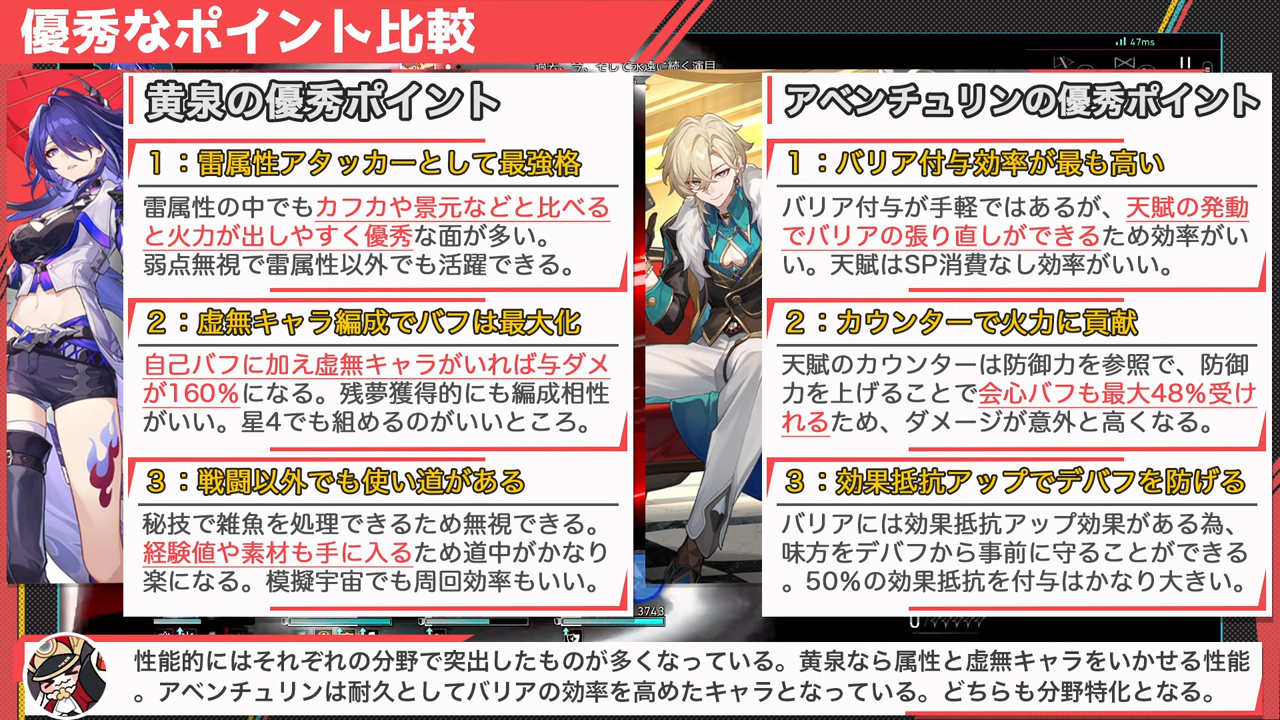 優秀なポイント比較
47ms
黄泉の優秀ポイント
1：雷属性アタッカーとして最強格
雷属性の中でもカフカや景元などと比べる
と火力が出しやすく優秀な面が多い。
弱点無視で雷属性以外でも活躍できる。
2：虚無キャラ編成でバフは最大化
自己バフに加え虚無キャラがいれば与ダメ
が160%になる。残夢獲得的にも編成相性
がいい。星4でも組めるのがいいところ。
3：戦闘以外でも使い道がある
秘技で雑魚を処理できるため無視できる。
経験値や素材も手に入るため道中がかなり
楽になる。模擬宇宙でも周回効率もいい。
アベンチュリンの優秀ポイント
1：バリア付与効率が最も高い
バリア付与が手軽ではあるが、天賦の発動
でバリアの張り直しができるため効率がい
い。天賦はSP消費なし効率がいい。
2：カウンターで火力に貢献
天賦のカウンターは防御力を参照で、防御
力を上げることで会心バフも最大48%受け
れるため、ダメージが意外と高くなる。
3：効果抵抗アップでデバフを防げる
バリアには効果抵抗アップ効果がある為、
味方をデバフから事前に守ることができる
。50%の効果抵抗を付与はかなり大きい。
3743
性能的にはそれぞれの分野で突出したものが多くなっている。黄泉なら属性と虚無キャラをいかせる性能
。アベンチュリンは耐久としてバリアの効率を高めたキャラとなっている。どちらも分野特化となる。